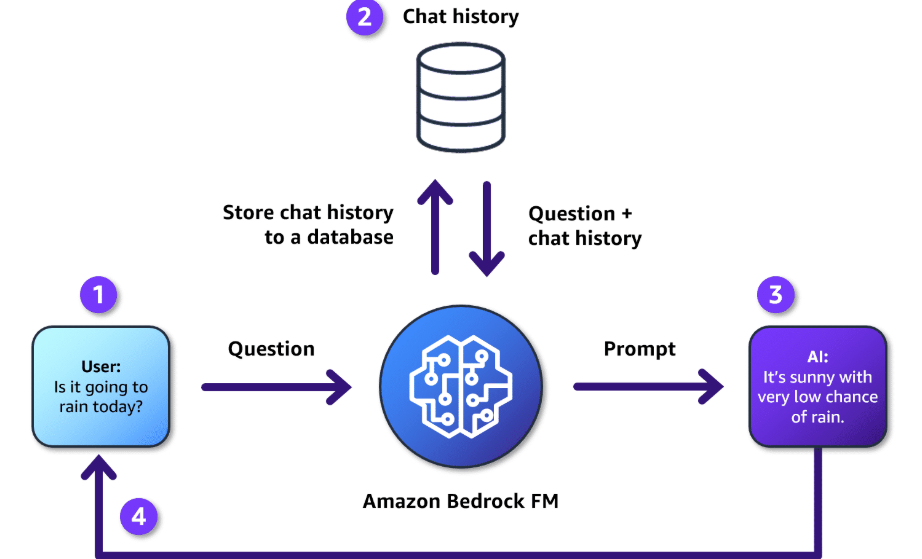 2 Chat history
Store chat history
to a database
Question +
chat history
1
User:
Is it going to
rain today?
Question
Amazon Bedrock FM
Prompt
3
AI:
It's sunny with
very low chance
of rain.
4